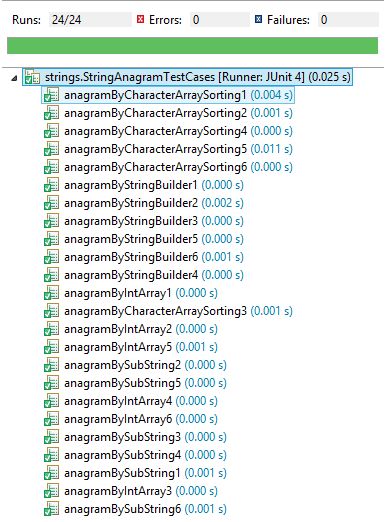 Runs: 24/24 Errors: 0 Failures: 0
strings.StringAnagramTestCases [Runner: JUnit 4] (0.025 s)
anagramByCharacterArraySorting1 (0.004 s)
anagramByCharacterArraySorting2 (0.001 s)
anagramByCharacterArraySorting4 (0.000 s)
anagramByCharacterArraySorting5 (0.011 s)
anagramByCharacterArraySorting6 (0.000 s)
anagramByStringBuilder1 (0.000 s)
anagramByStringBuilder2 (0.002 s)
anagramByStringBuilder3 (0.000 s)
anagramByStringBuilder5 (0.000 s)
anagramByStringBuilder6 (0.001 s)
anagramByStringBuilder4 (0.000 s)
anagramByIntArray1 (0.000 s)
anagramByCharacterArraySorting3 (0.001 s)
anagramByIntArray2 (0.000 s)
anagramByIntArray5 (0.001 s)
anagramBySubString2 (0.000 s)
anagramBySubString5 (0.000 s)
anagramByIntArray4 (0.000 s)
anagramByIntArray6 (0.000 s)
anagramBySubString3 (0.000 s)
anagramBySubString4 (0.000 s)
anagramBySubString1 (0.001 s)
anagramByIntArray3 (0.000 s)
anagramBySubString6 (0.001 s)